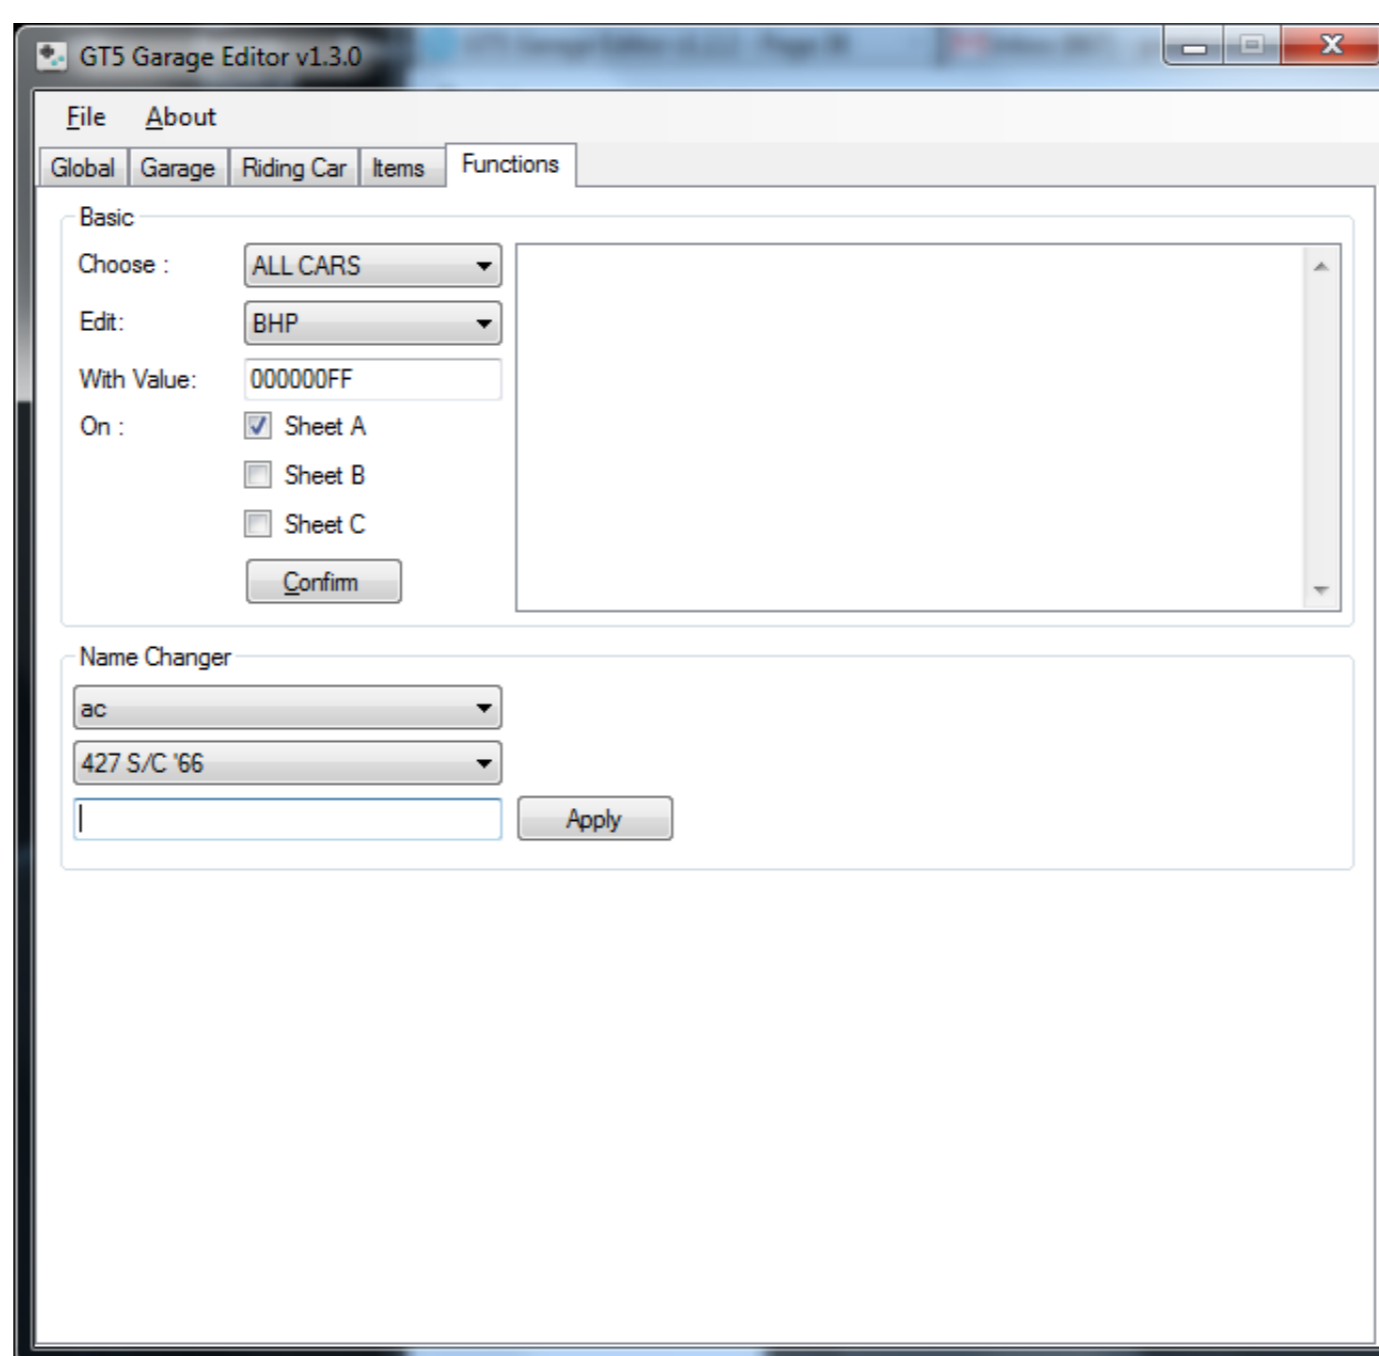 GT5 Garage Editor v1.3.0
File About
Global Garage Riding Car Items Functions
Basic
Choose : ALL CARS
Edit: BHP
With Value: 000000FF
On : Sheet A
Sheet B
Sheet C
Confirm
Name Changer
ac
427 S/C '66
Apply